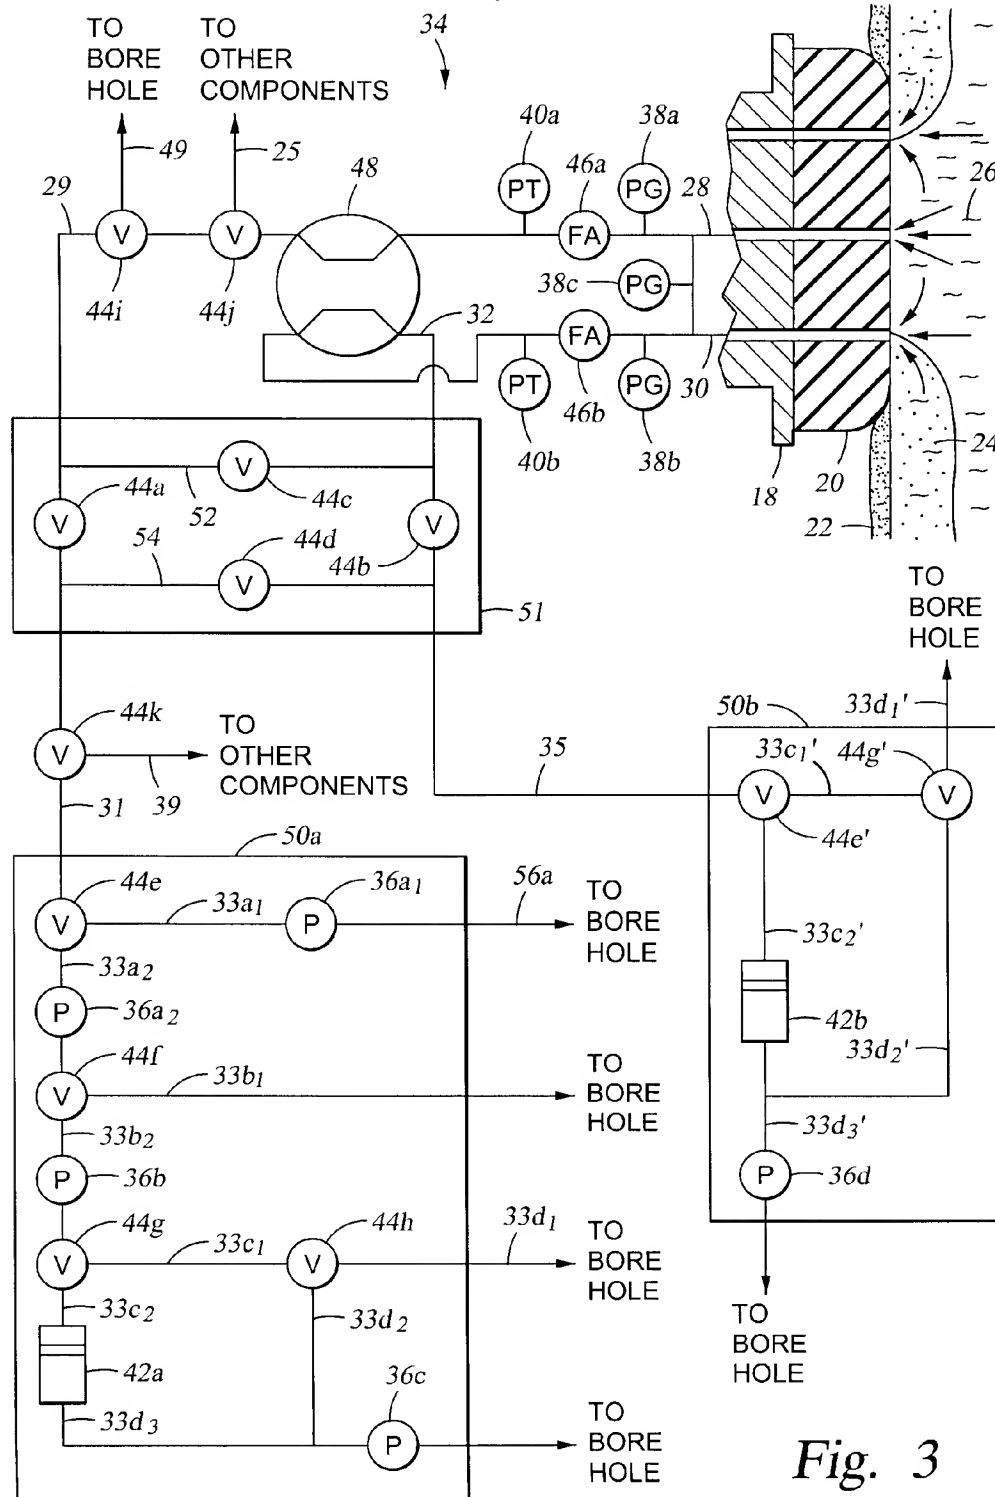 TO
BORE
HOLE
TO
OTHER
COMPONENTS
34
49
25
29
48
40a
46a
38a
28
26
V
V
PT
FA
PG
44i
44j
38c
PG
32
FA
PT
PG
30
46b
40b
38b
18
20
22
24
44a
V
52
44c
V
V
54
44d
44b
V
51
TO
BORE
HOLE
44k
V
TO
OTHER
COMPONENTS
39
31
35
50b
33d1'
33c1'
44g'
V
V
44e'
50a
44e
V
33a1
36a1
P
56a
TO
BORE
HOLE
33a2
33c2'
P
36a2
42b
44f
V
33b1
TO
BORE
HOLE
33d2'
33b2
33d3'
P
36b
P
36d
44g
V
33c1
44h
V
33d1
TO
BORE
HOLE
33c2
33d2
TO
BORE
HOLE
42a
36c
33d3
P
TO
BORE
HOLE
Fig. 3